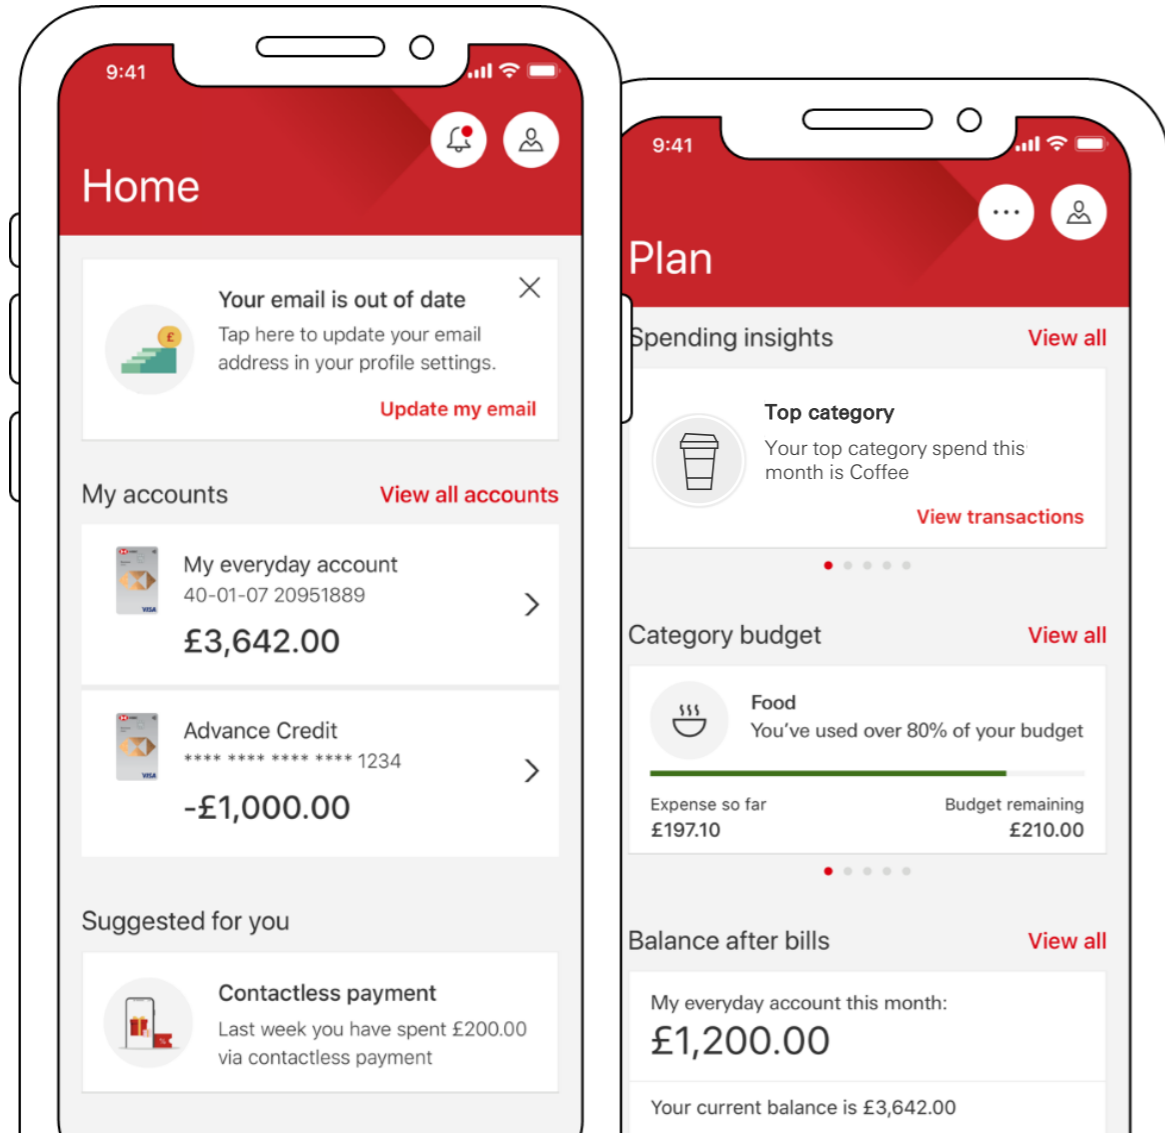 9:41
Home
Your email is out of date
Tap here to update your email
address in your profile settings.
Update my email
My accounts
View all accounts
My everyday account
40-01-07 20951889
£3,642.00
VISA
Advance Credit
**** **** **** **** 1234
-£1,000.00
VISA
Suggested for you
Contactless payment
Last week you have spent £200.00
via contactless payment
9:41
Plan
Spending insights
View all
Top category
Your top category spend this
month is Coffee
View transactions
Category budget
View all
Food
You've used over 80% of your budget
Expense so far
Budget remaining
£197.10
£210.00
Balance after bills
View all
My everyday account this month:
£1,200.00
Your current balance is £3,642.00